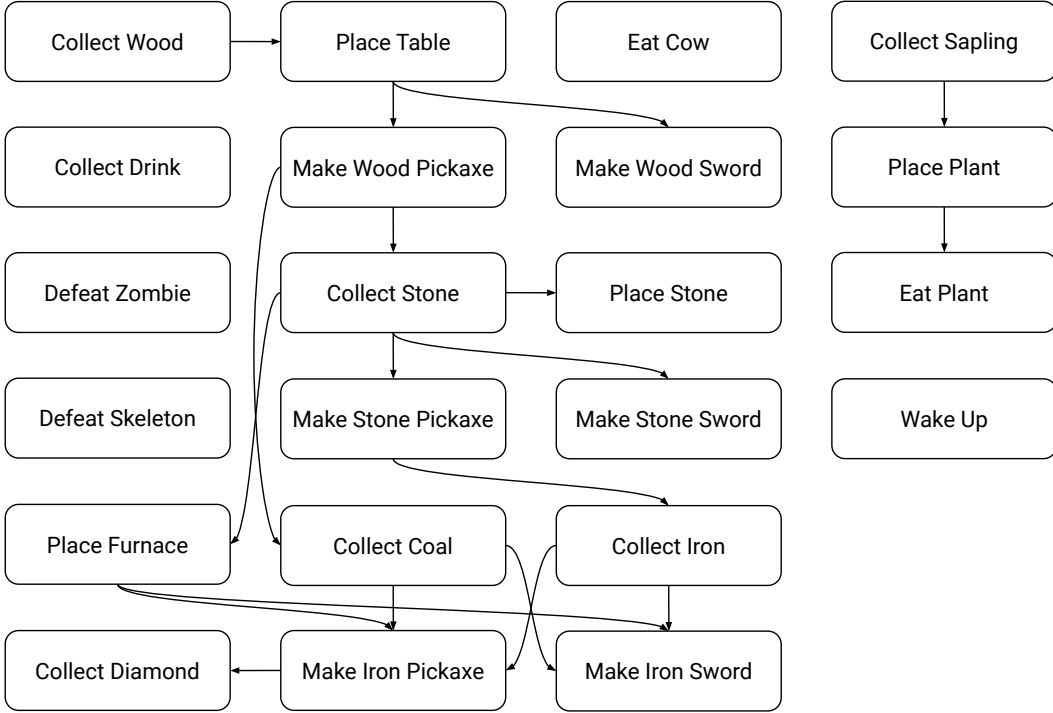 Collect Wood
Place Table
Eat Cow
Collect Sapling
Collect Drink
Make Wood Pickaxe
Make Wood Sword
Place Plant
Defeat Zombie
Collect Stone
Place Stone
Eat Plant
Defeat Skeleton
Make Stone Pickaxe
Make Stone Sword
Wake Up
Place Furnace
Collect Coal
Collect Iron
Collect Diamond
Make Iron Pickaxe
Make Iron Sword